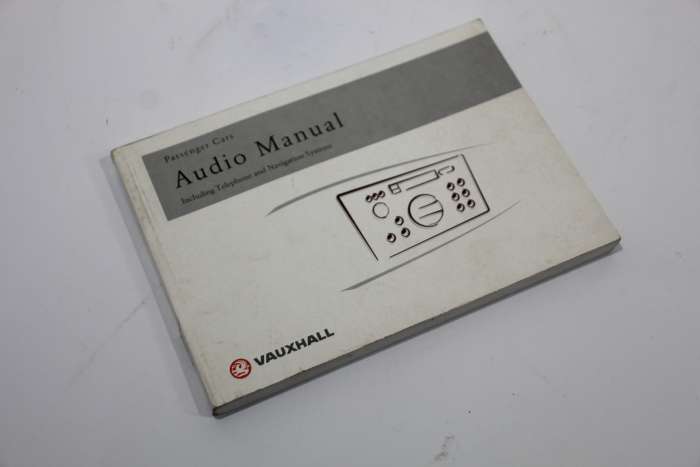 Passenger Cars
Audio Manual
Including Telephone and Navigation Systems
VAUXHALL